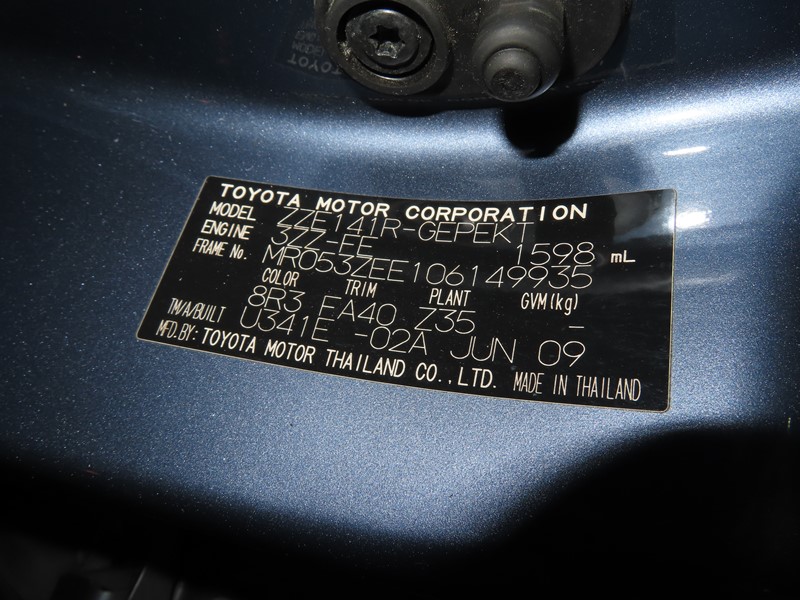 TOYOTA MOTOR CORPORATION
MODEL ZZE141R-GEPEKT
ENGINE 3ZZ-FE 1598 mL
FRAME No. MR053ZEE106149935
COLOR TRIM PLANT GVM(kg)
8R3 EA40 Z35 -
TM/A/BUILT U341E -02A JUN 09
MFD.BY: TOYOTA MOTOR THAILAND CO.,LTD. MADE IN THAILAND